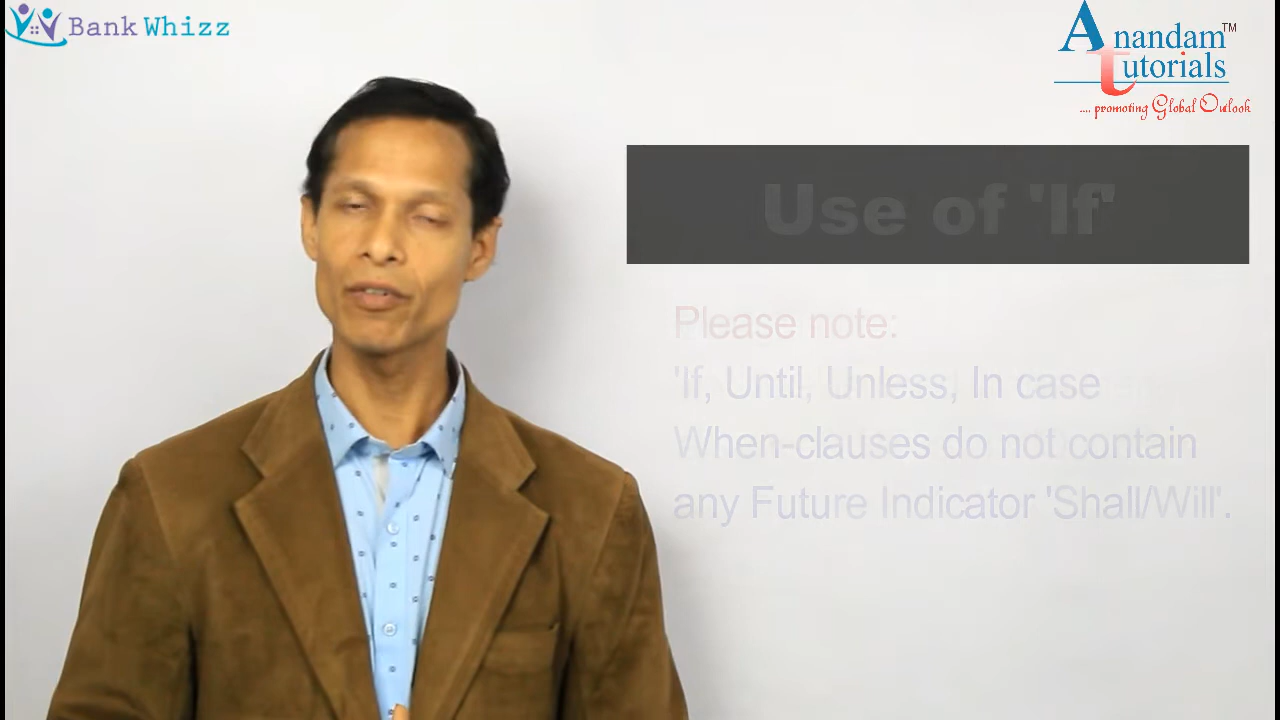 Bank Whizz
Anandam™
Tutorials
.... promoting Global Outlook
Use of 'If'
Please note:
'If, Until, Unless, In case
When-clauses do not contain
any Future Indicator 'Shall/Will'.